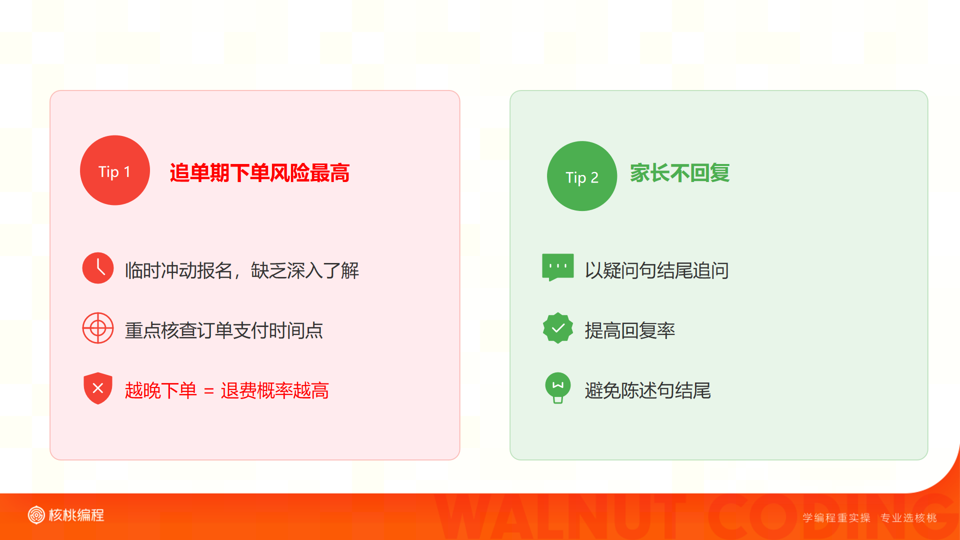 Tip 1
追单期下单风险最高
临时冲动报名，缺乏深入了解
重点核查订单支付时间点
越晚下单 = 退费概率越高
Tip 2
家长不回复
以疑问句结尾追问
提高回复率
避免陈述句结尾
核桃编程
WALNUT CODING
学编程重实操 专业选核桃